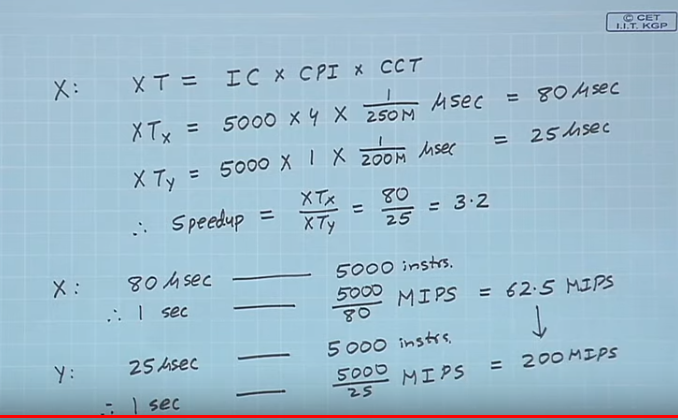 © CET
I.I.T. KGP
X: XT = IC x CPI x CCT
XTx = 5000 x 4 x 1/250M μsec = 80 μsec
XTy = 5000 x 1 x 1/200M μsec = 25 μsec
∴ Speedup = XTx/XTy = 80/25 = 3.2
X: 80 μsec — 5000 instrs.
∴ 1 sec — 5000/80 MIPS = 62.5 MIPS
↓
Y: 25 μsec — 5000 instrs.
∴ 1 sec — 5000/25 MIPS = 200 MIPS